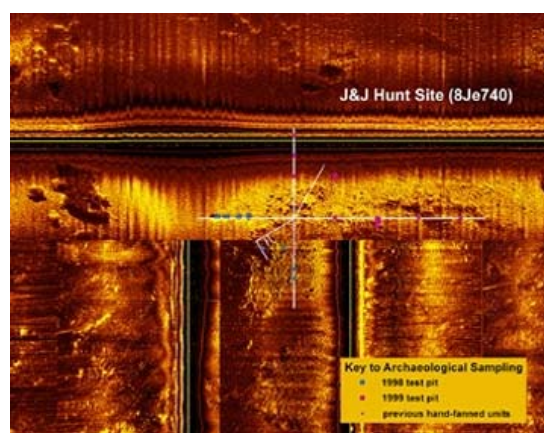 J&J Hunt Site (8Je740)
Key to Archaeological Sampling
1998 test pit
1999 test pit
previous hand-fanned units